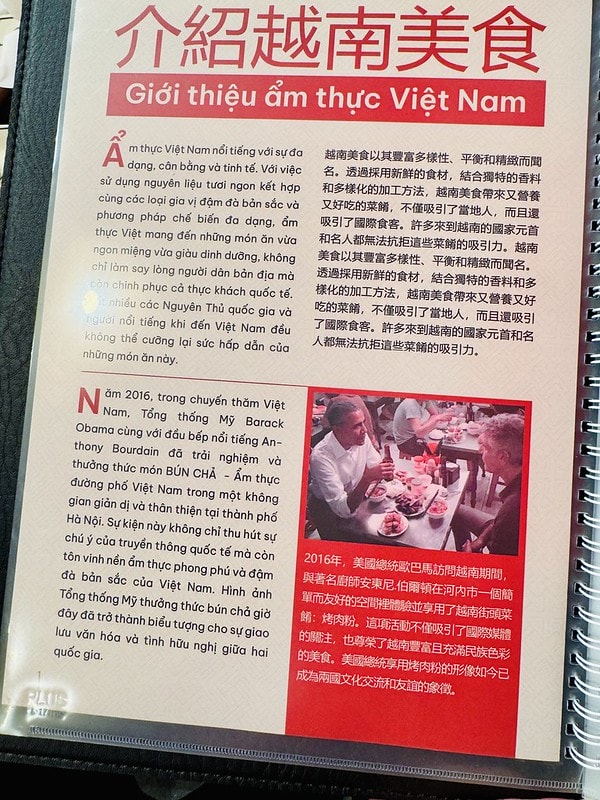 介紹越南美食
Giới thiệu ẩm thực Việt Nam
Ẩm thực Việt Nam nổi tiếng với sự đa
dạng, cân bằng và tinh tế. Với việc
sử dụng nguyên liệu tươi ngon kết hợp
cùng các loại gia vị đậm đà bản sắc và
phương pháp chế biến đa dạng, ẩm
thực Việt mang đến những món ăn vừa
ngon miệng vừa giàu dinh dưỡng, không
chỉ làm say lòng người dân bản địa mà
còn chinh phục cả thực khách quốc tế.
nhiều các Nguyên Thủ quốc gia và
người nổi tiếng khi đến Việt Nam đều
không thể cưỡng lại sức hấp dẫn của
những món ăn này.
越南美食以其豐富多樣性、平衡和精緻而聞
名。透過採用新鮮的食材，結合獨特的香料
和多樣化的加工方法，越南美食帶來又營養
又好吃的菜餚，不僅吸引了當地人，而且還
吸引了國際食客。許多來到越南的國家元首
和名人都無法抗拒這些菜餚的吸引力。越南
美食以其豐富多樣性、平衡和精緻而聞名。
透過採用新鮮的食材，結合獨特的香料和多
樣化的加工方法，越南美食帶來又營養又好
吃的菜餚，不僅吸引了當地人，而且還吸引
了國際食客。許多來到越南的國家元首和名
人都無法抗拒這些菜餚的吸引力。
Năm 2016, trong chuyến thăm Việt
Nam, Tổng thống Mỹ Barack
Obama cùng với đầu bếp nổi tiếng An-
thony Bourdain đã trải nghiệm và
thưởng thức món BÚN CHẢ - Ẩm thực
đường phố Việt Nam trong một không
gian giản dị và thân thiện tại thành phố
Hà Nội. Sự kiện này không chỉ thu hút sự
chú ý của truyền thông quốc tế mà còn
tôn vinh nền ẩm thực phong phú và đậm
đà bản sắc của Việt Nam. Hình ảnh
Tổng thống Mỹ thưởng thức bún chả giờ
đây đã trở thành biểu tượng cho sự giao
lưu văn hóa và tình hữu nghị giữa hai
quốc gia.
2016年，美國總統歐巴馬訪問越南期間，
與著名廚師安東尼.伯爾頓在河內市一個簡
單而友好的空間裡體驗並享用了越南街頭菜
餚：烤肉粉。這項活動不僅吸引了國際媒體
的關注，也尊榮了越南豐富且充滿民族色彩
的美食。美國總統享用烤肉粉的形像如今已
成為兩國文化交流和友誼的象徵。
1
PLUS